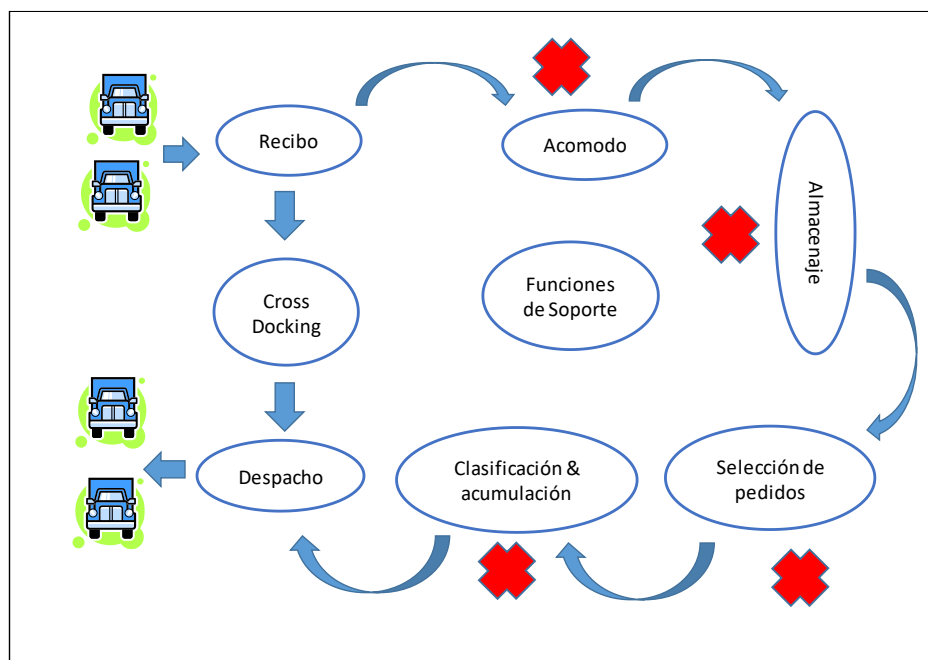 Recibo
Acomodo
Almacenaje
Cross
Docking
Funciones
de Soporte
Despacho
Clasificación &
acumulación
Selección de
pedidos